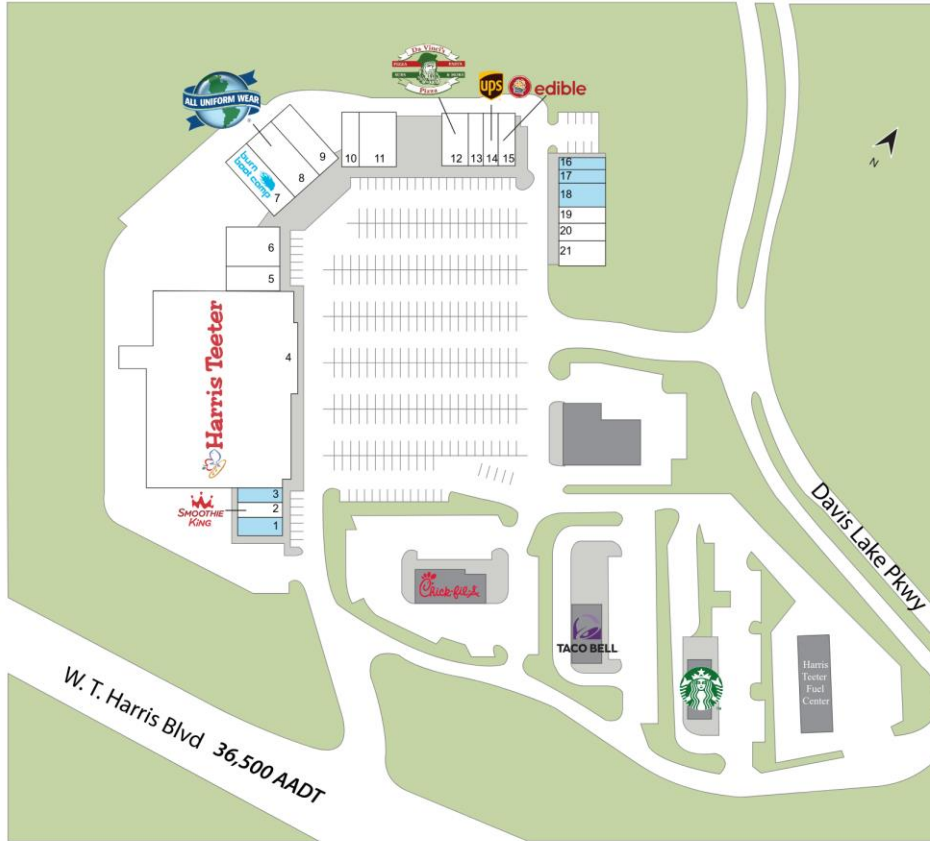 Da Vinci's
Pizza
ups
edible
ALL UNIFORM WEAR
burn
boot camp
7
8
9
10
11
12
13
14
15
16
17
18
19
20
21
N
6
5
4
Harris Teeter
3
2
1
SMOOTHIE
KING
Chick-fil-A
TACO BELL
Harris
Teeter
Fuel
Center
Davis Lake Pkwy
W. T. Harris Blvd 36,500 AADT